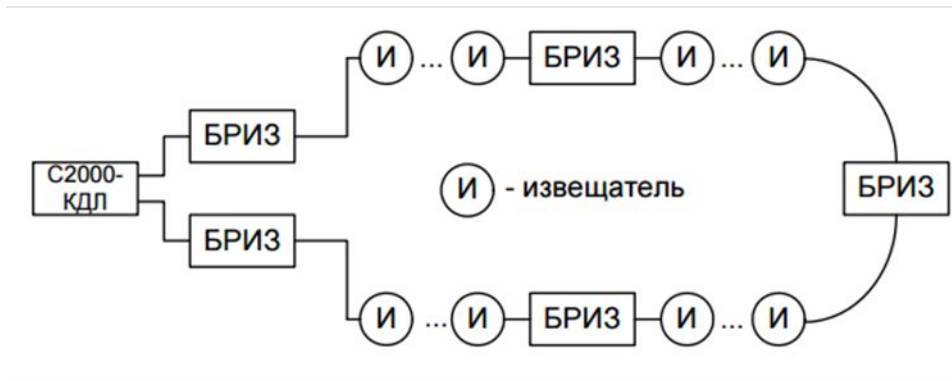 И ... И БРИЗ И ... И
БРИЗ
С2000-
КДЛ
И - извещатель
БРИЗ
БРИЗ
И ... И БРИЗ И ... И